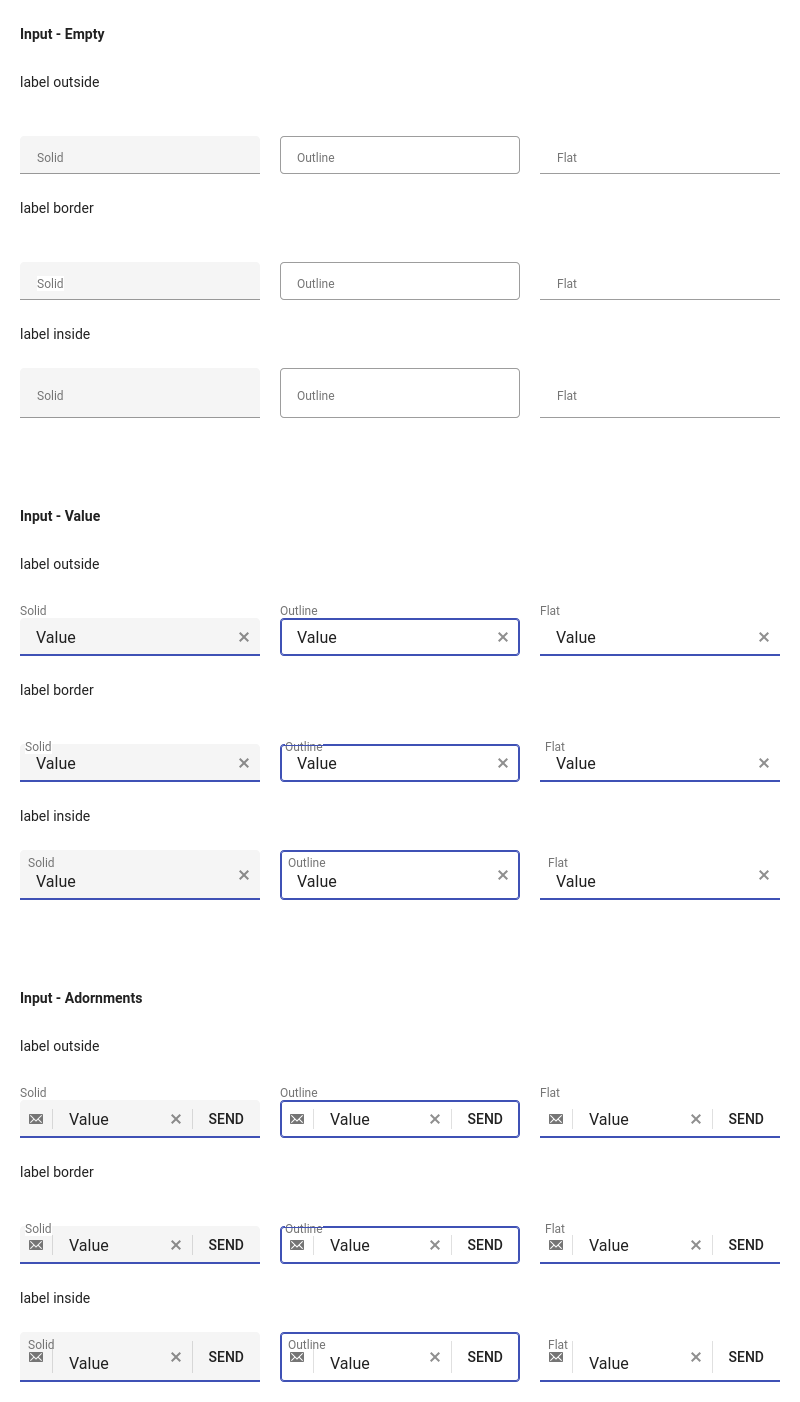 Input - Empty
label outside
Solid Outline Flat
label border
Solid Outline Flat
label inside
Solid Outline Flat
Input - Value
label outside
Solid Outline Flat
Value Value Value
label border
Solid Outline Flat
Value Value Value
label inside
Solid Outline Flat
Value Value Value
Input - Adornments
label outside
Solid Outline Flat
Value SEND Value SEND Value SEND
label border
Solid Outline Flat
Value SEND Value SEND Value SEND
label inside
Solid Outline Flat
Value SEND Value SEND Value SEND